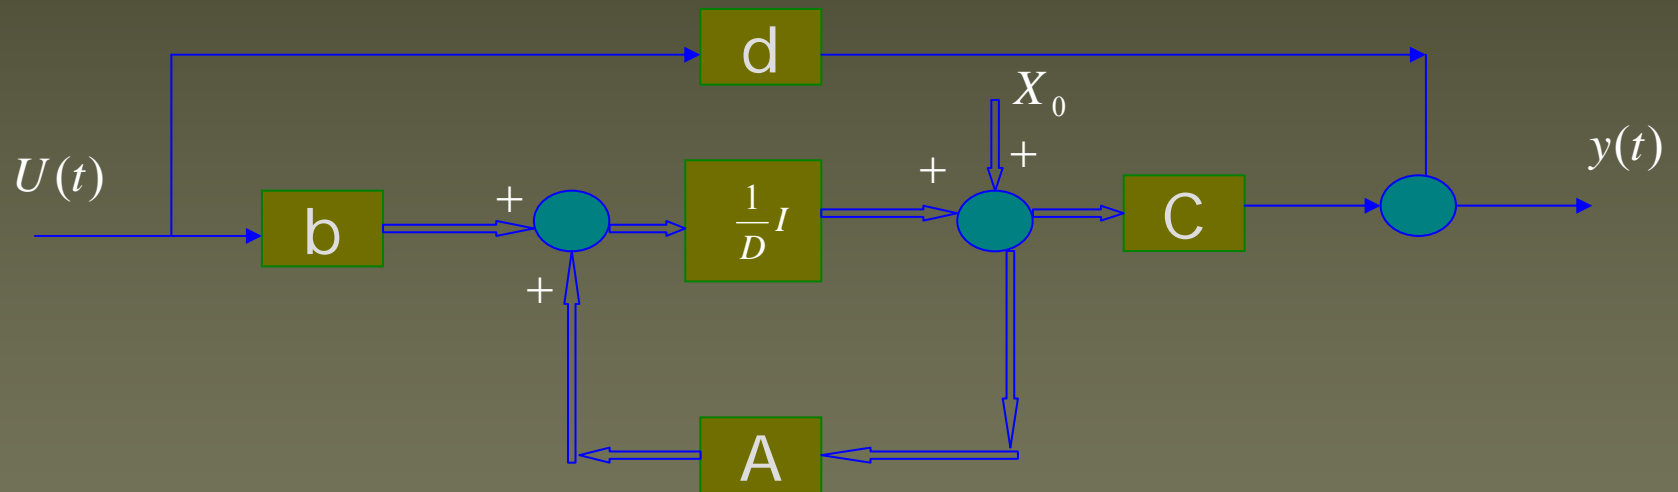 d
X₀
+
+
y(t)
U(t)
b
+
1/D I
C
+
A